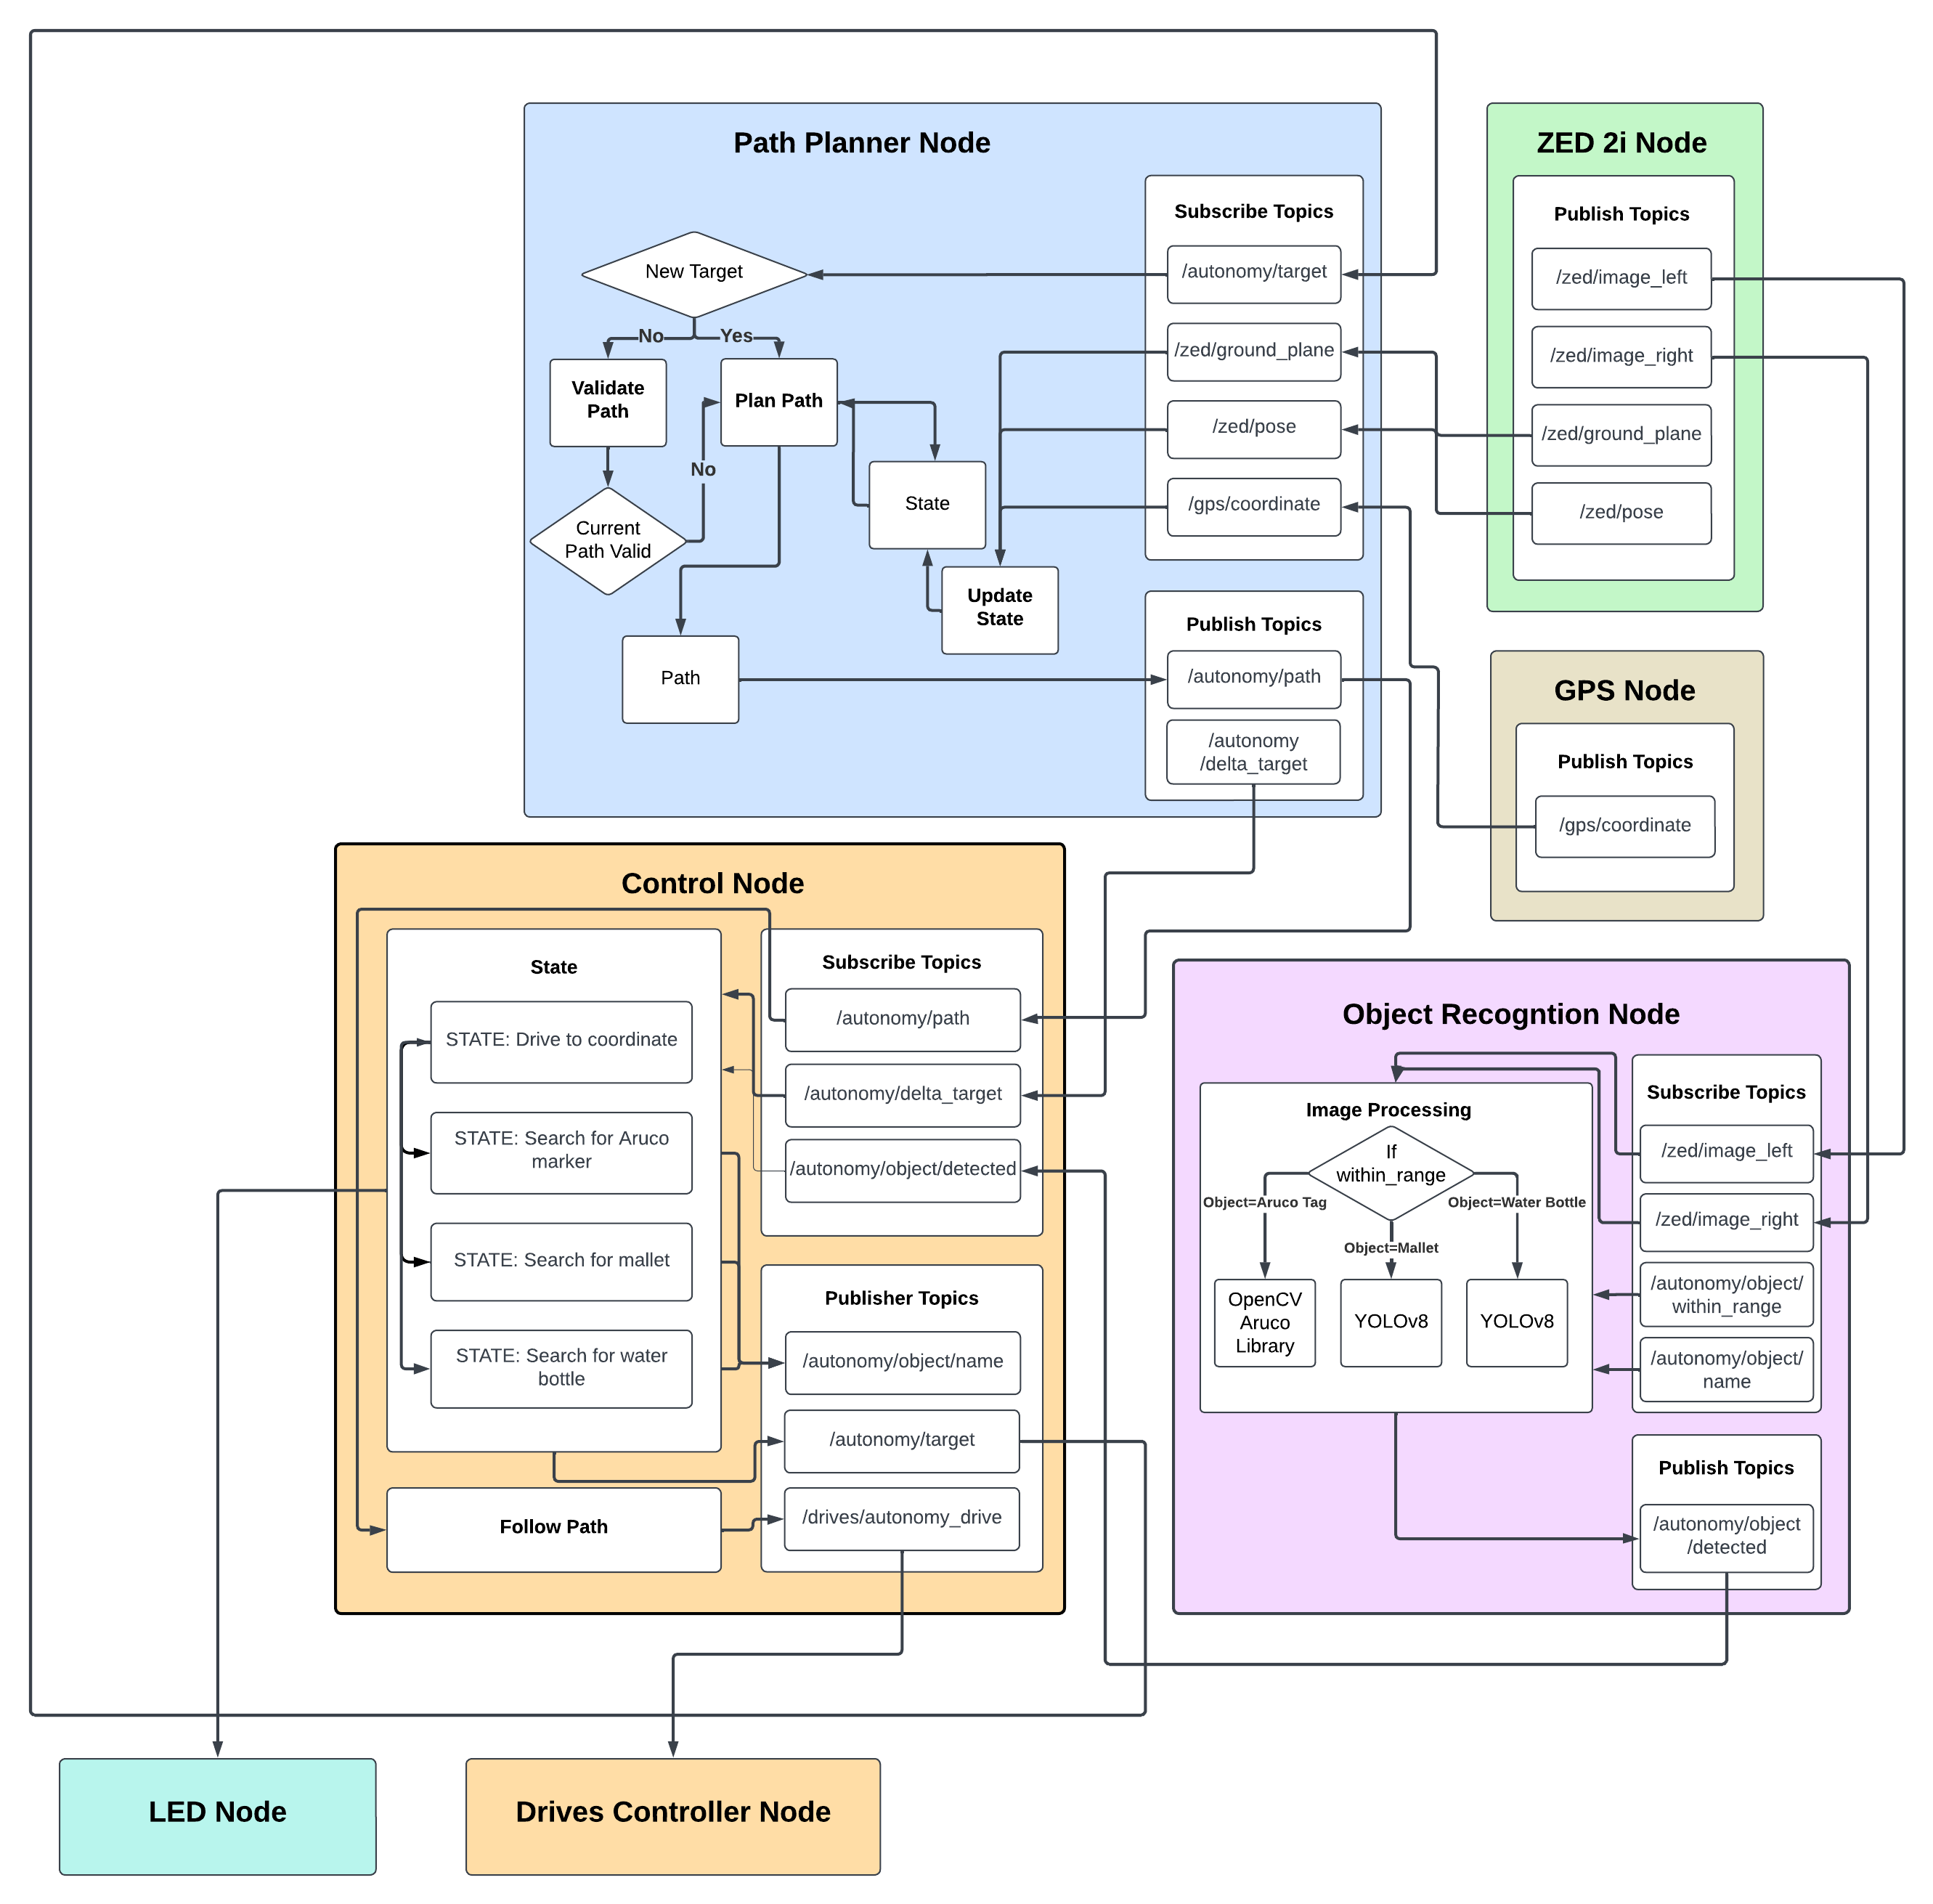 Path Planner Node
Subscribe Topics
/autonomy/target
/zed/ground_plane
/zed/pose
/gps/coordinate
New Target
No
Yes
Validate
Path
Plan Path
No
Current
Path Valid
State
Update
State
Path
Publish Topics
/autonomy/path
/autonomy
/delta_target
ZED 2i Node
Publish Topics
/zed/image_left
/zed/image_right
/zed/ground_plane
/zed/pose
GPS Node
Publish Topics
/gps/coordinate
Control Node
State
STATE: Drive to coordinate
STATE: Search for Aruco
marker
STATE: Search for mallet
STATE: Search for water
bottle
Follow Path
Subscribe Topics
/autonomy/path
/autonomy/delta_target
/autonomy/object/detected
Publisher Topics
/autonomy/object/name
/autonomy/target
/drives/autonomy_drive
Object Recogntion Node
Image Processing
If
within_range
Object=Aruco Tag
Object=Water Bottle
Object=Mallet
OpenCV
Aruco
Library
YOLOv8
YOLOv8
Subscribe Topics
/zed/image_left
/zed/image_right
/autonomy/object/
within_range
/autonomy/object/
name
Publish Topics
/autonomy/object
/detected
LED Node
Drives Controller Node